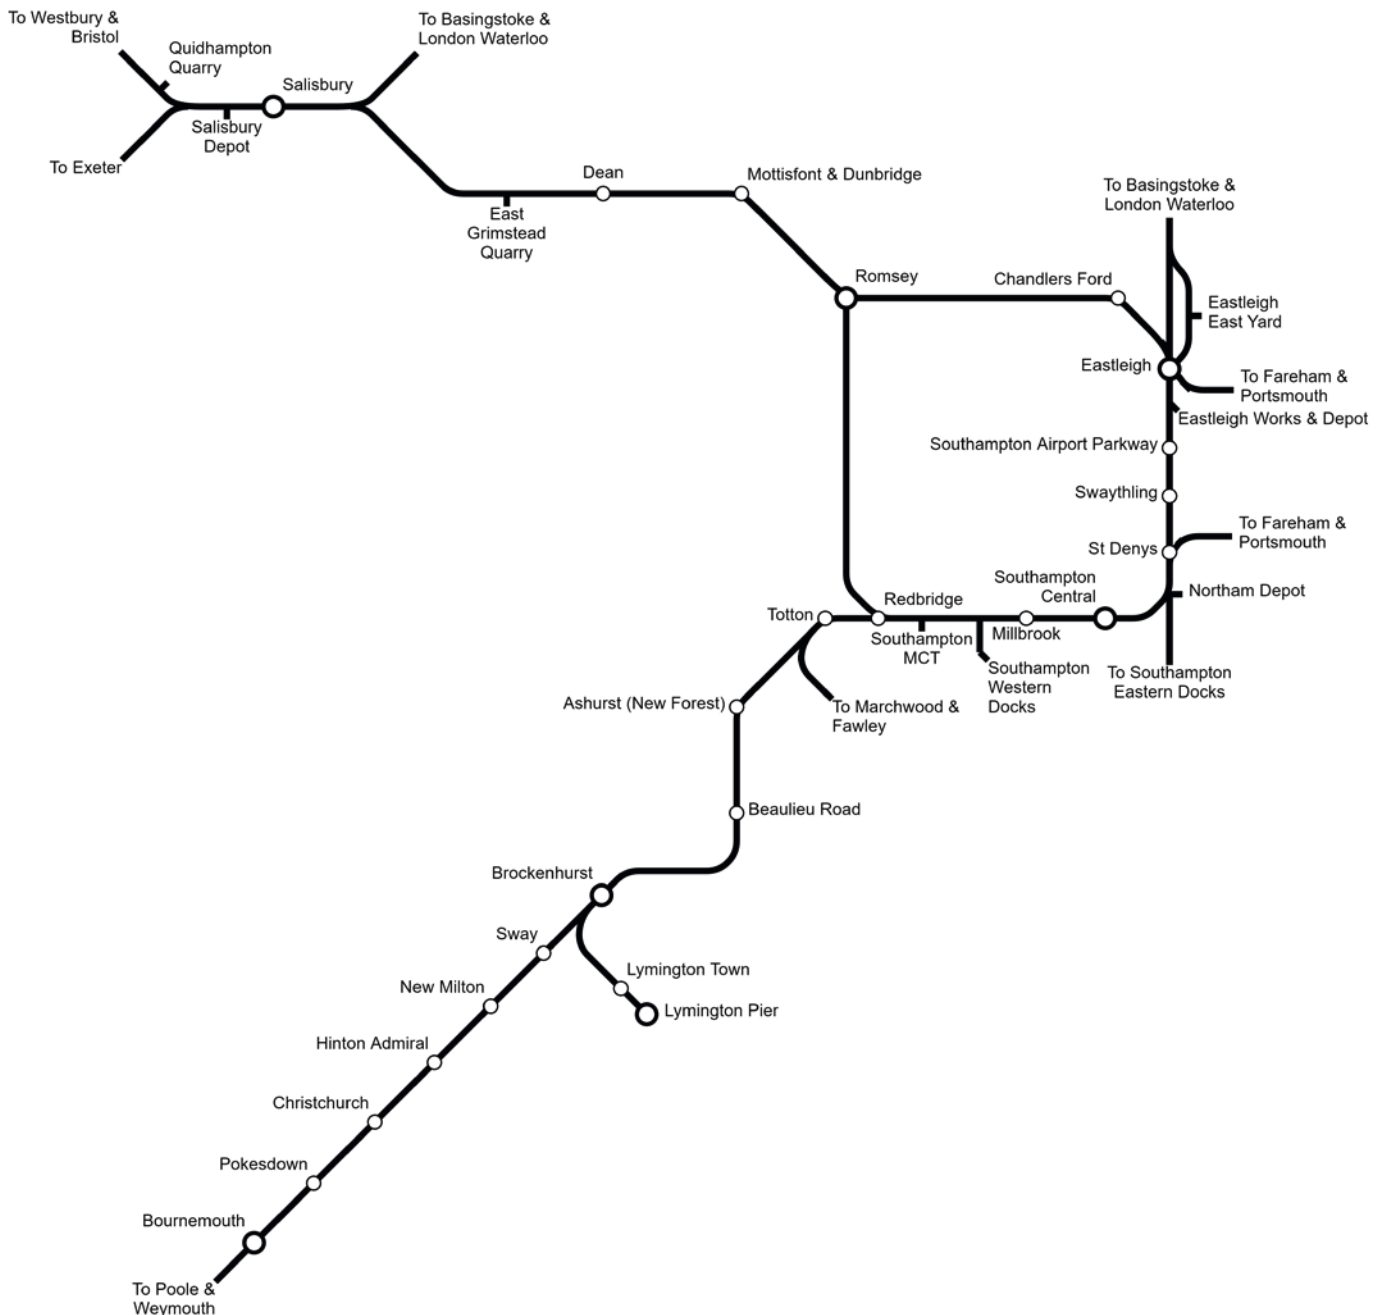 To Westbury &
Bristol
To Basingstoke &
London Waterloo
Quidhampton
Quarry
Salisbury
Salisbury
Depot
To Exeter
Dean
Mottisfont & Dunbridge
To Basingstoke &
London Waterloo
East
Grimstead
Quarry
Romsey
Chandlers Ford
Eastleigh
East Yard
Eastleigh
To Fareham &
Portsmouth
Eastleigh Works & Depot
Southampton Airport Parkway
Swaythling
To Fareham &
Portsmouth
St Denys
Southampton
Central
Northam Depot
Redbridge
Totton
Millbrook
Southampton
MCT
Southampton
Western
Docks
To Southampton
Eastern Docks
Ashurst (New Forest)
To Marchwood &
Fawley
Beaulieu Road
Brockenhurst
Sway
Lymington Town
New Milton
Lymington Pier
Hinton Admiral
Christchurch
Pokesdown
Bournemouth
To Poole &
Weymouth